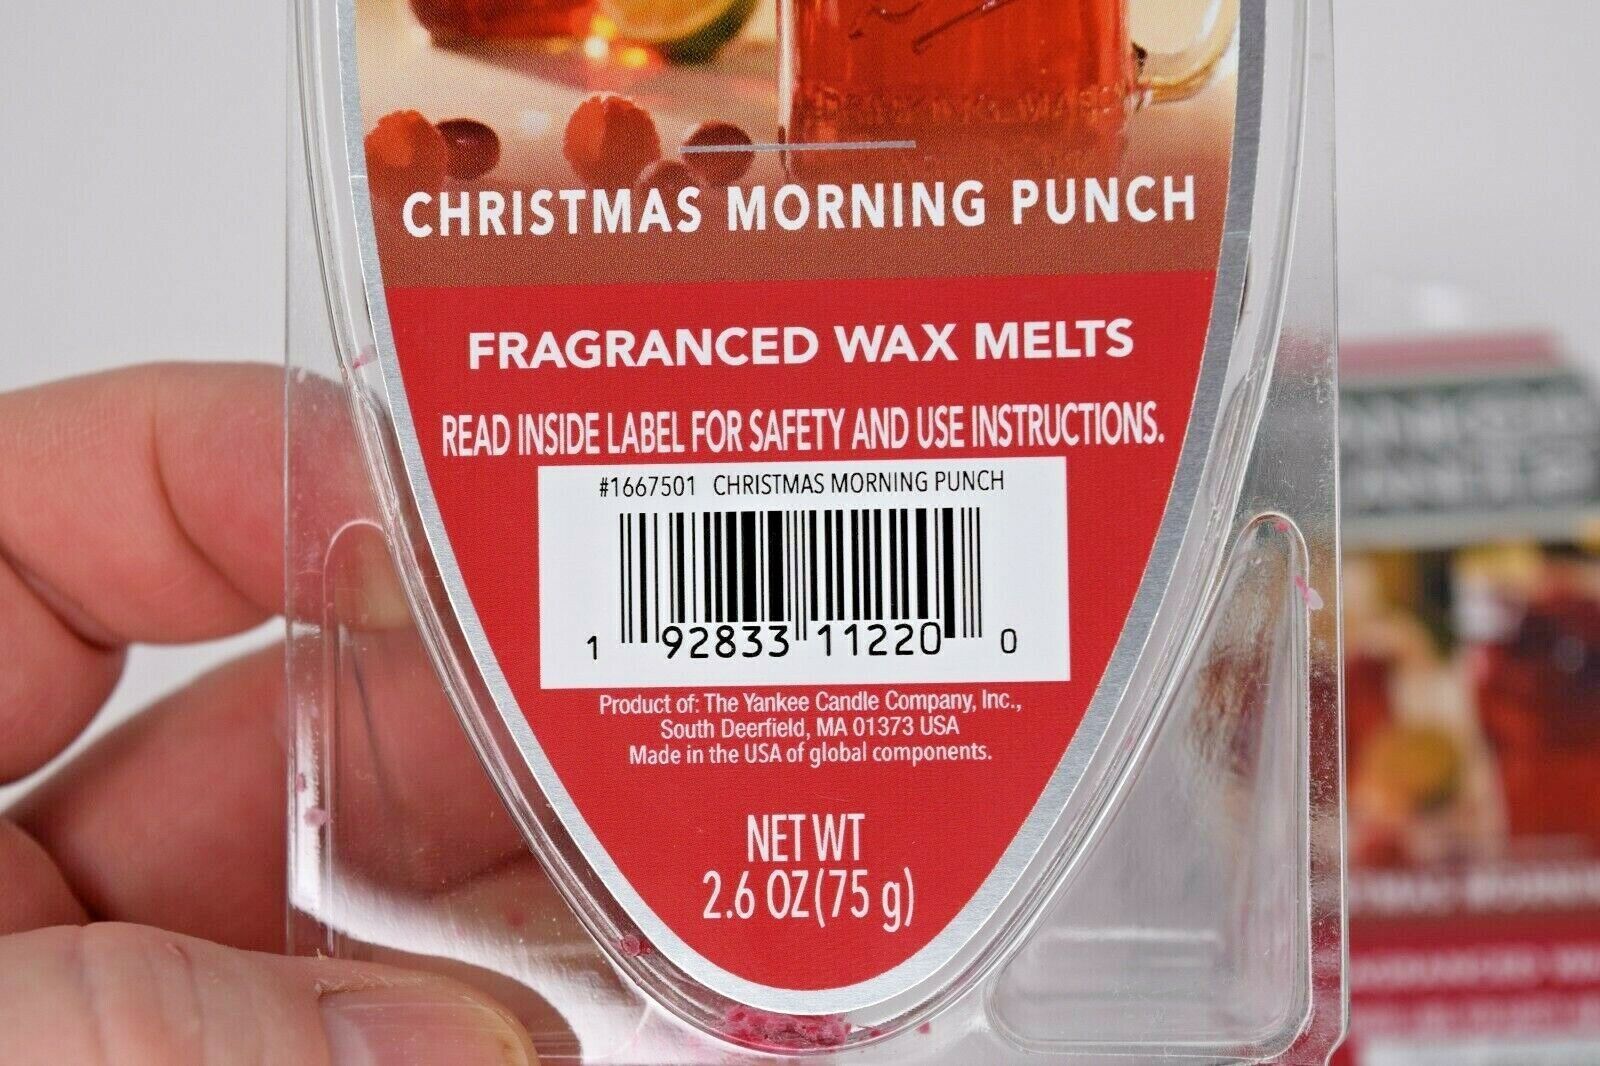 CHRISTMAS MORNING PUNCH
FRAGRANCED WAX MELTS
READ INSIDE LABEL FOR SAFETY AND USE INSTRUCTIONS.
#1667501 CHRISTMAS MORNING PUNCH
1 92833 11220 0
Product of: The Yankee Candle Company, Inc.,
South Deerfield, MA 01373 USA
Made in the USA of global components.
NET WT
2.6 OZ (75 g)